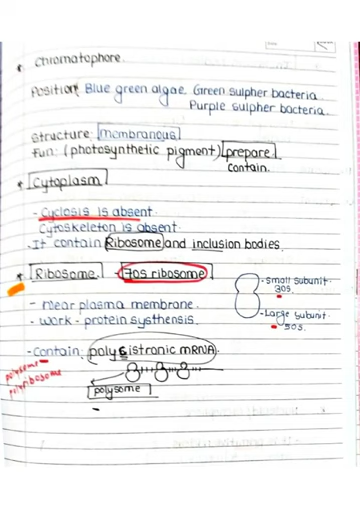 * Chromatophore.
Position: Blue green algae. Green sulpher bacteria
Purple sulpher bacteria.
Structure: membranous
fun: (photosynthetic pigment) prepare
contain.
* Cytoplasm
- Cyclosis is absent.
Cytoskeleton is absent
- It contain Ribosome and inclusion bodies.
* Ribosome - 70s ribosome
- Near plasma membrane.
- work - protein systhensis.
- Small subunit
30s.
- Large subunit
50s.
- Contain: polycistronic mRNA.
polysome
polyribosome
polysome
-